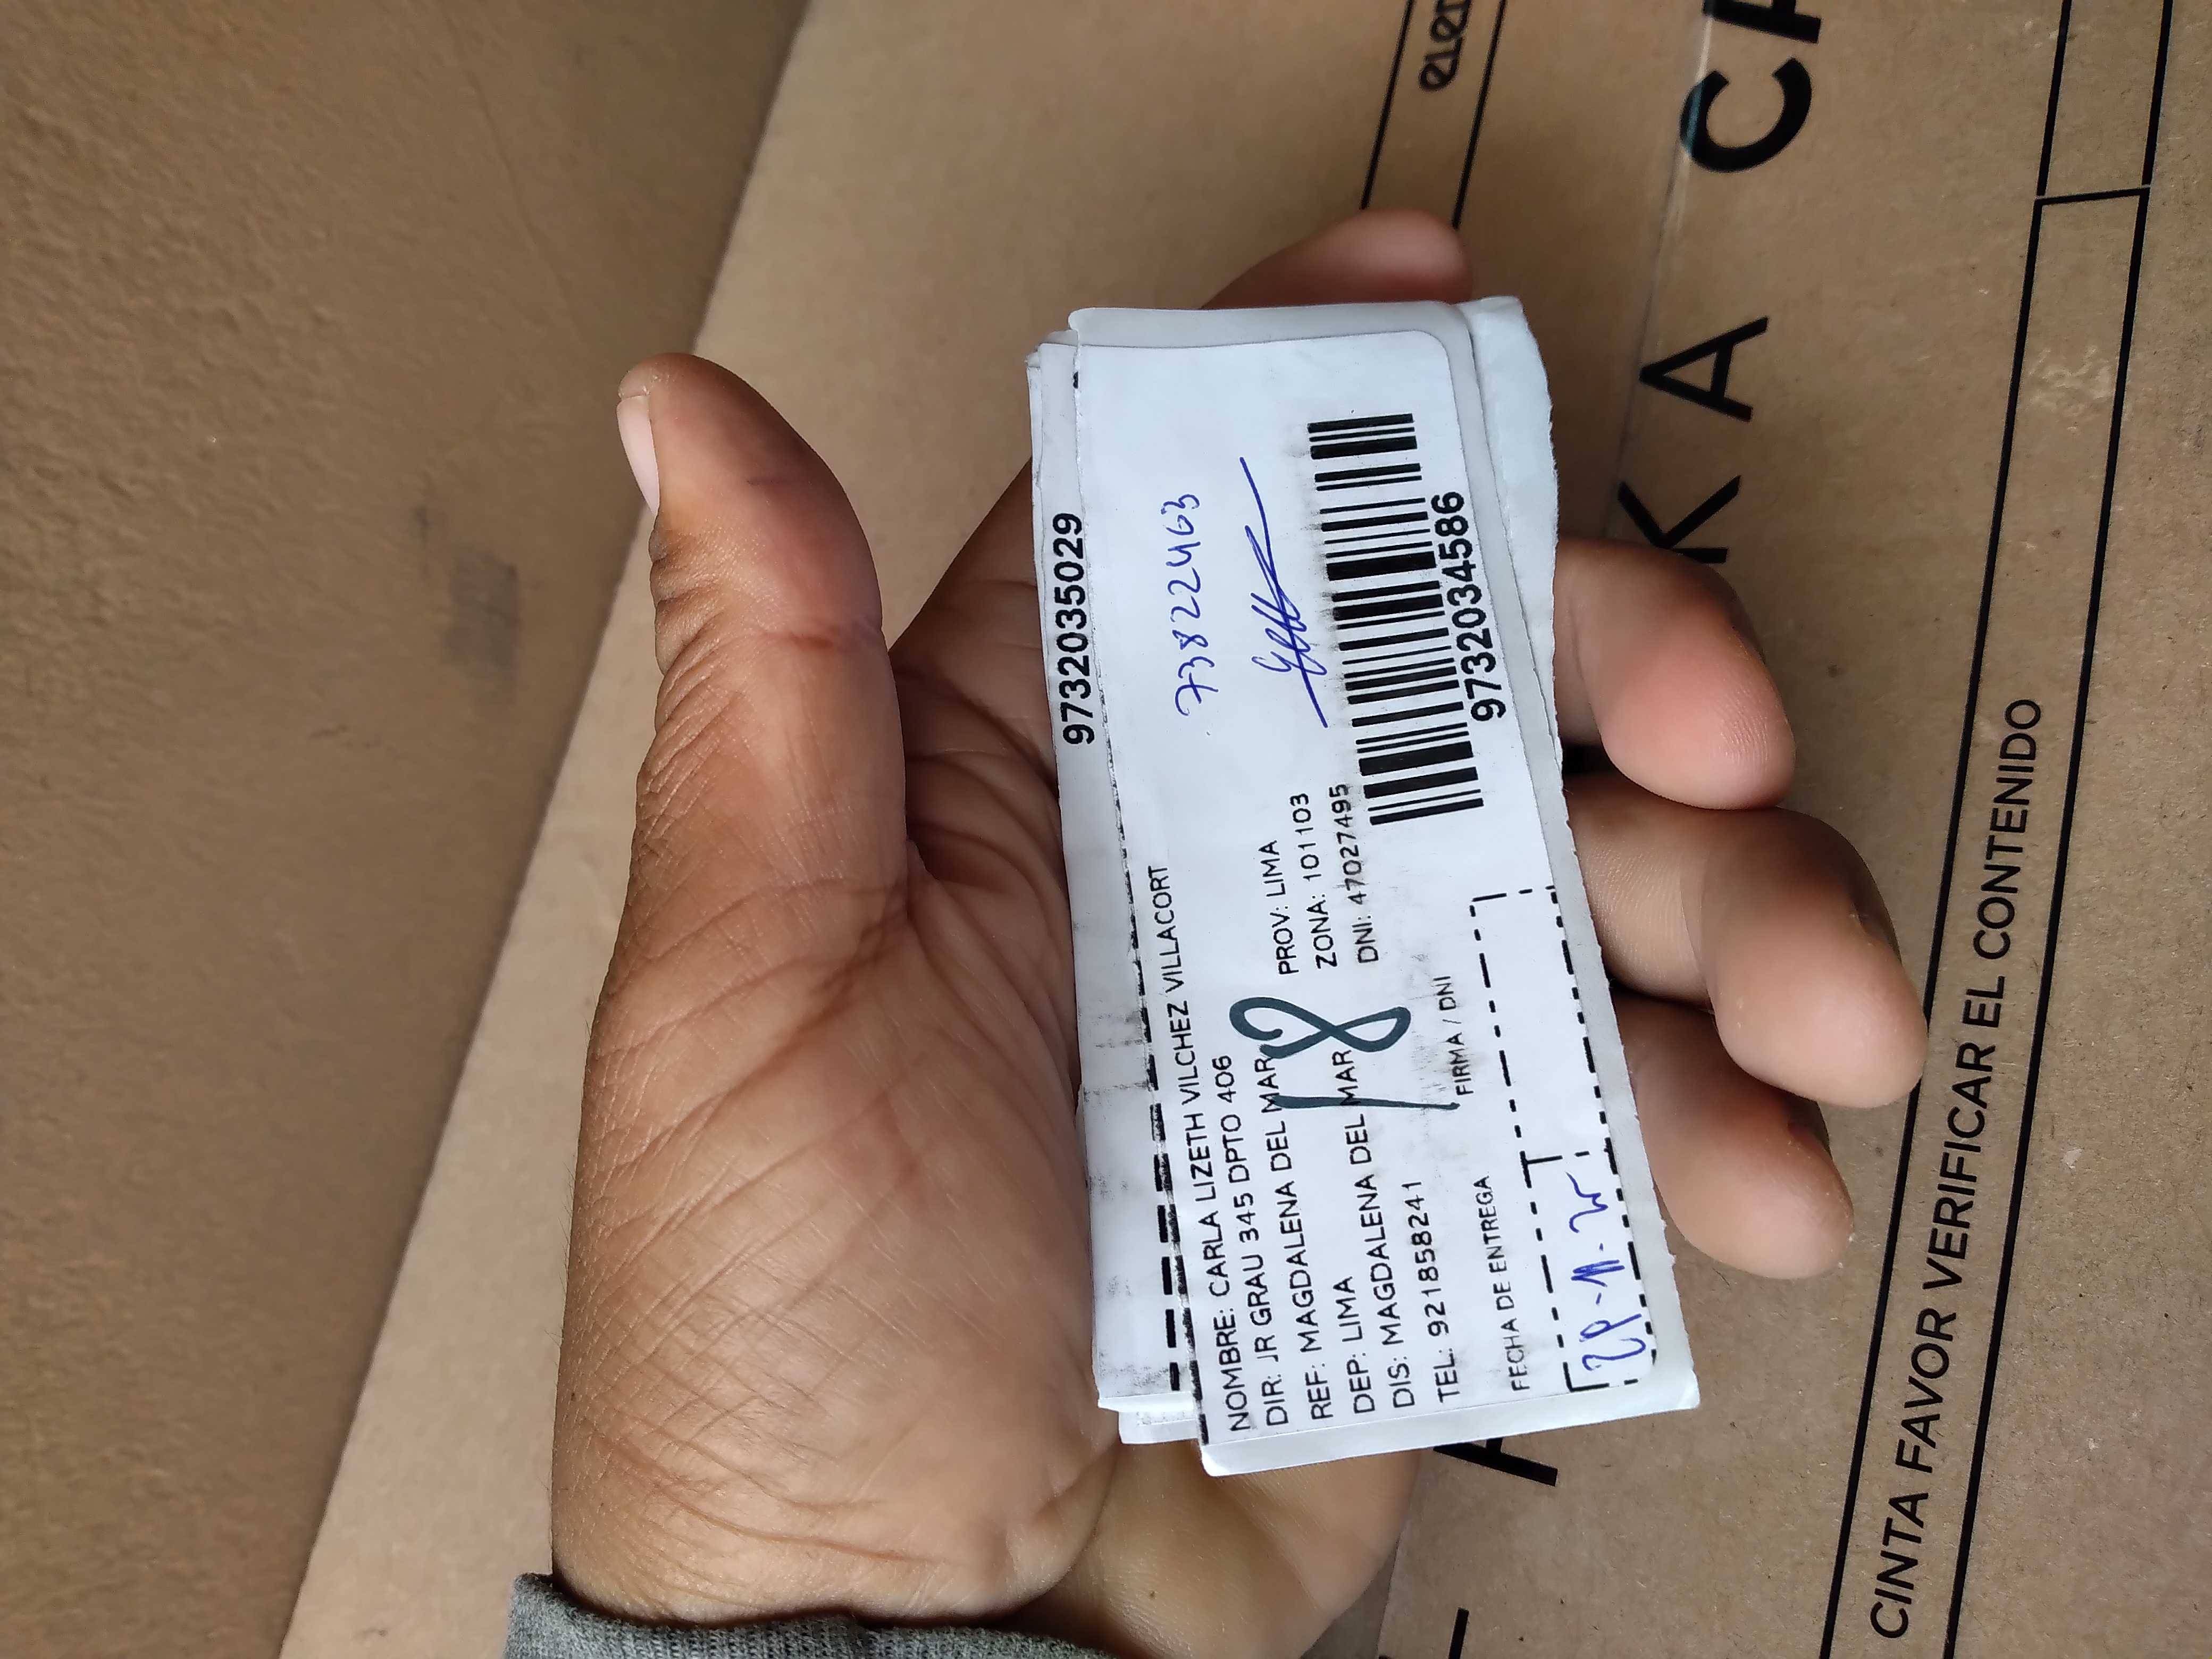 9732035029
NOMBRE: CARLA LIZETH VILCHEZ VILLACORT
DIR: JR GRAU 345 DPTO 406
REF: MAGDALENA DEL MAR
DEP: LIMA
PROV: LIMA
DIS: MAGDALENA DEL MAR
ZONA: 101103
TEL: 921858241
DNI: 47027495
18
73822463
9732034586
FECHA DE ENTREGA
FIRMA / DNI
KA
CINTA FAVOR VERIFICAR EL CONTENIDO